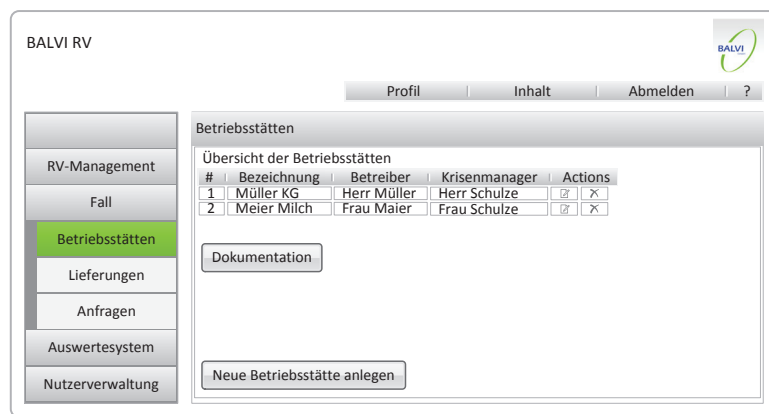 BALVI RV
BALVI
Profil Inhalt Abmelden ?
Betriebsstätten
RV-Management
Fall
Betriebsstätten
Lieferungen
Anfragen
Auswertesystem
Nutzerverwaltung
Übersicht der Betriebsstätten
# Bezeichnung Betreiber Krisenmanager Actions
1 Müller KG Herr Müller Herr Schulze
2 Meier Milch Frau Maier Frau Schulze
Dokumentation
Neue Betriebsstätte anlegen